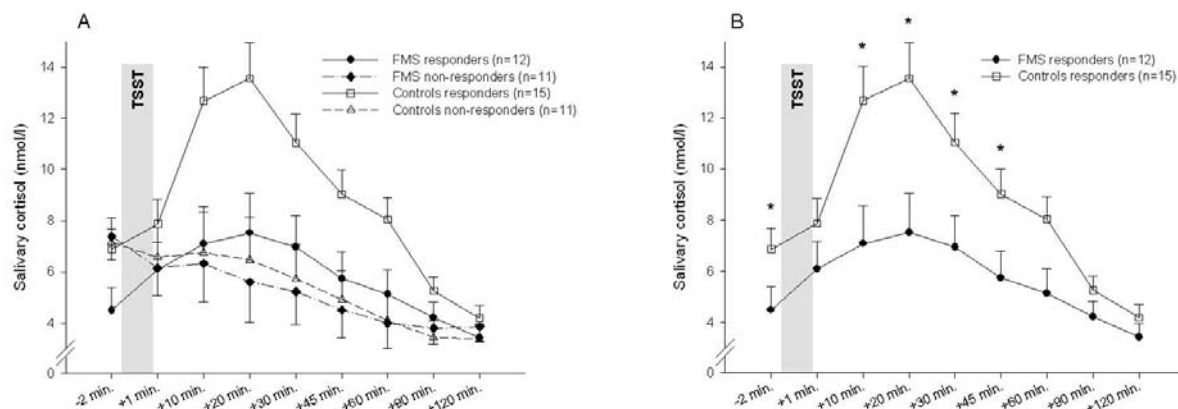 A
Salivary cortisol (nmol/l)
14
12
10
8
6
4
0
TSST
FMS responders (n=12)
FMS non-responders (n=11)
Controls responders (n=15)
Controls non-responders (n=11)
-2 min.
+1 min.
+10 min.
+20 min.
+30 min.
+45 min.
+60 min.
+80 min.
+120 min.
B
Salivary cortisol (nmol/l)
14
12
10
8
6
4
0
TSST
FMS responders (n=12)
Controls responders (n=15)
*
*
*
*
*
-2 min.
+1 min.
+10 min.
+20 min.
+30 min.
+45 min.
+60 min.
+90 min.
+120 min.